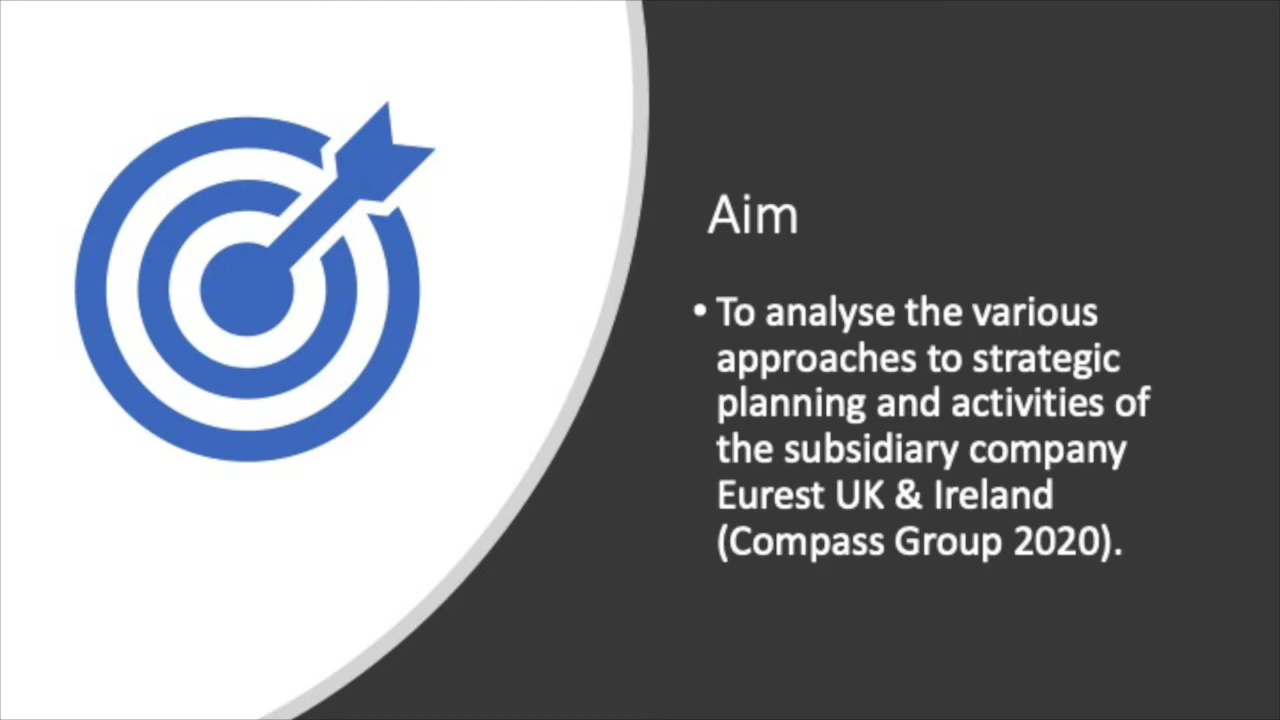 Aim
• To analyse the various
approaches to strategic
planning and activities of
the subsidiary company
Eurest UK & Ireland
(Compass Group 2020).